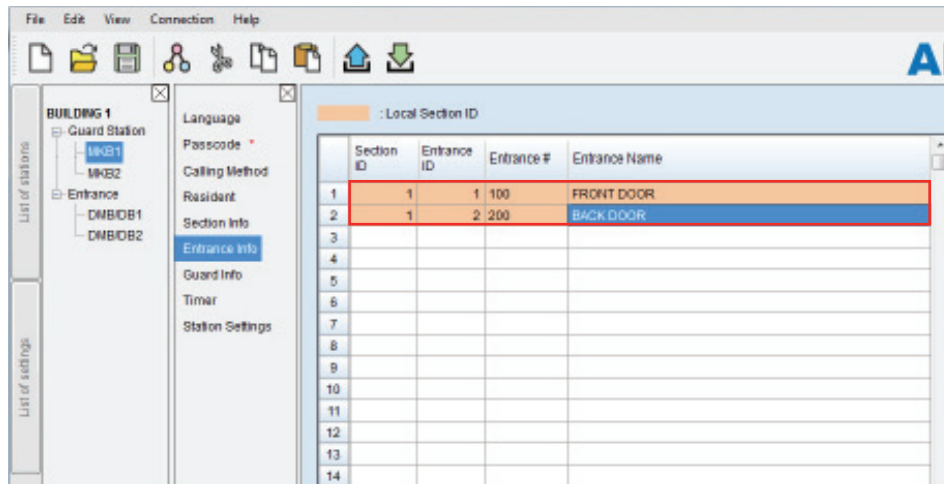 File Edit View Connection Help
BUILDING 1
Guard Station
MKB1
MKB2
Entrance
DMB/DB1
DMB/DB2
List of stations
List of settings
Language
Passcode *
Calling Method
Resident
Section Info
Entrance Info
Guard Info
Timer
Station Settings
: Local Section ID
Section ID Entrance ID Entrance # Entrance Name
1 1 1 100 FRONT DOOR
2 1 2 200 BACK DOOR
3
4
5
6
7
8
9
10
11
12
13
14